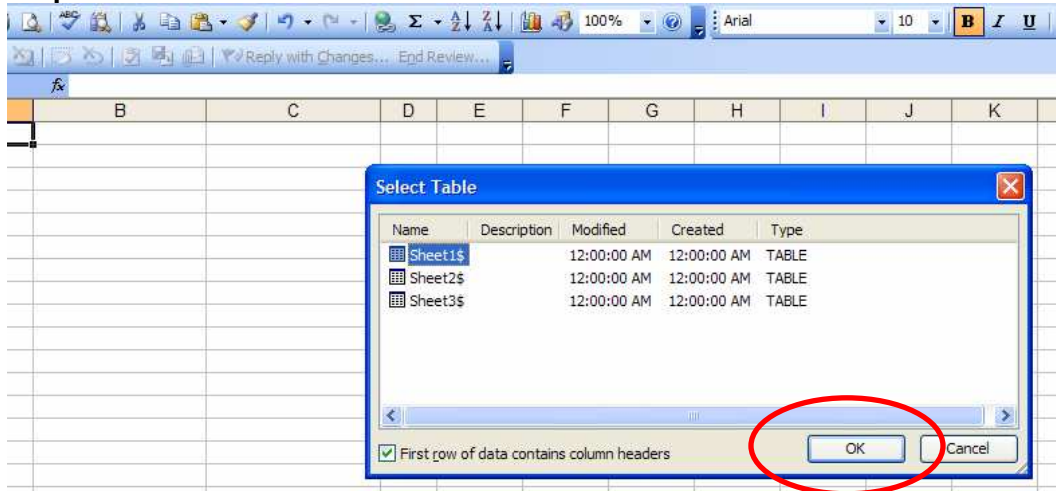 ABC 100% Arial 10 B I U
Reply with Changes... End Review...
fx
B C D E F G H I J K
Select Table
Name Description Modified Created Type
Sheet1$ 12:00:00 AM 12:00:00 AM TABLE
Sheet2$ 12:00:00 AM 12:00:00 AM TABLE
Sheet3$ 12:00:00 AM 12:00:00 AM TABLE
First row of data contains column headers OK Cancel